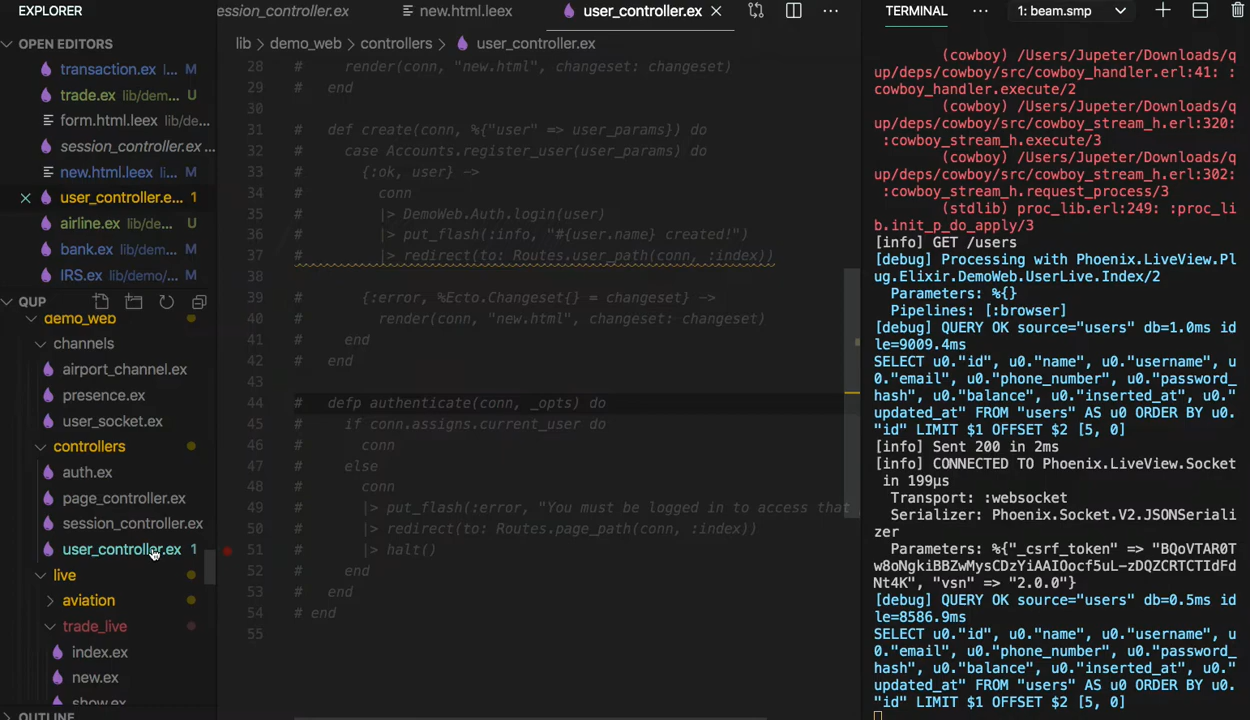 EXPLORER
OPEN EDITORS
transaction.ex l... M
trade.ex lib/dem... U
form.html.leex lib/de...
session_controller.ex ...
new.html.leex li... M
user_controller.e... 1
airline.ex lib/de... U
bank.ex lib/dem... M
IRS.ex lib/demo/... M
QUP
demo_web
channels
airport_channel.ex
presence.ex
user_socket.ex
controllers
auth.ex
page_controller.ex
session_controller.ex
user_controller.ex 1
live
aviation
trade_live
index.ex
new.ex
show.ex
OUTLINE
ession_controller.ex
new.html.leex
user_controller.ex
lib > demo_web > controllers > user_controller.ex
28 #     render(conn, "new.html", changeset: changeset)
29 #   end
30
31 #   def create(conn, %{"user" => user_params}) do
32 #     case Accounts.register_user(user_params) do
33 #       {:ok, user} ->
34 #         conn
35 #         |> DemoWeb.Auth.login(user)
36 #         |> put_flash(:info, "#{user.name} created!")
37 #         |> redirect(to: Routes.user_path(conn, :index))
38
39 #       {:error, %Ecto.Changeset{} = changeset} ->
40 #         render(conn, "new.html", changeset: changeset)
41 #     end
42 #   end
43
44 #   defp authenticate(conn, _opts) do
45 #     if conn.assigns.current_user do
46 #       conn
47 #     else
48 #       conn
49 #       |> put_flash(:error, "You must be logged in to access that
50 #       |> redirect(to: Routes.page_path(conn, :index))
51 #       |> halt()
52 #     end
53 #   end
54 # end
55
TERMINAL
1: beam.smp
(cowboy) /Users/Jupeter/Downloads/q
up/deps/cowboy/src/cowboy_handler.erl:41: :
cowboy_handler.execute/2
(cowboy) /Users/Jupeter/Downloads/q
up/deps/cowboy/src/cowboy_stream_h.erl:320:
:cowboy_stream_h.execute/3
(cowboy) /Users/Jupeter/Downloads/q
up/deps/cowboy/src/cowboy_stream_h.erl:302:
:cowboy_stream_h.request_process/3
(stdlib) proc_lib.erl:249: :proc_li
b.init_p_do_apply/3
[info] GET /users
[debug] Processing with Phoenix.LiveView.Pl
ug.Elixir.DemoWeb.UserLive.Index/2
Parameters: %{}
Pipelines: [:browser]
[debug] QUERY OK source="users" db=1.0ms id
le=9009.4ms
SELECT u0."id", u0."name", u0."username", u
0."email", u0."phone_number", u0."password_
hash", u0."balance", u0."inserted_at", u0."
updated_at" FROM "users" AS u0 ORDER BY u0.
"id" LIMIT $1 OFFSET $2 [5, 0]
[info] Sent 200 in 2ms
[info] CONNECTED TO Phoenix.LiveView.Socket
in 199µs
Transport: :websocket
Serializer: Phoenix.Socket.V2.JSONSeriali
zer
Parameters: %{"_csrf_token" => "BQoVTAR0T
w8oNgkiBBZwMysCDzYiAAIOocf5uL-zDQZCRTCTIdFd
Nt4K", "vsn" => "2.0.0"}
[debug] QUERY OK source="users" db=0.5ms id
le=8586.9ms
SELECT u0."id", u0."name", u0."username", u
0."email", u0."phone_number", u0."password_
hash", u0."balance", u0."inserted_at", u0."
updated_at" FROM "users" AS u0 ORDER BY u0.
"id" LIMIT $1 OFFSET $2 [5, 0]